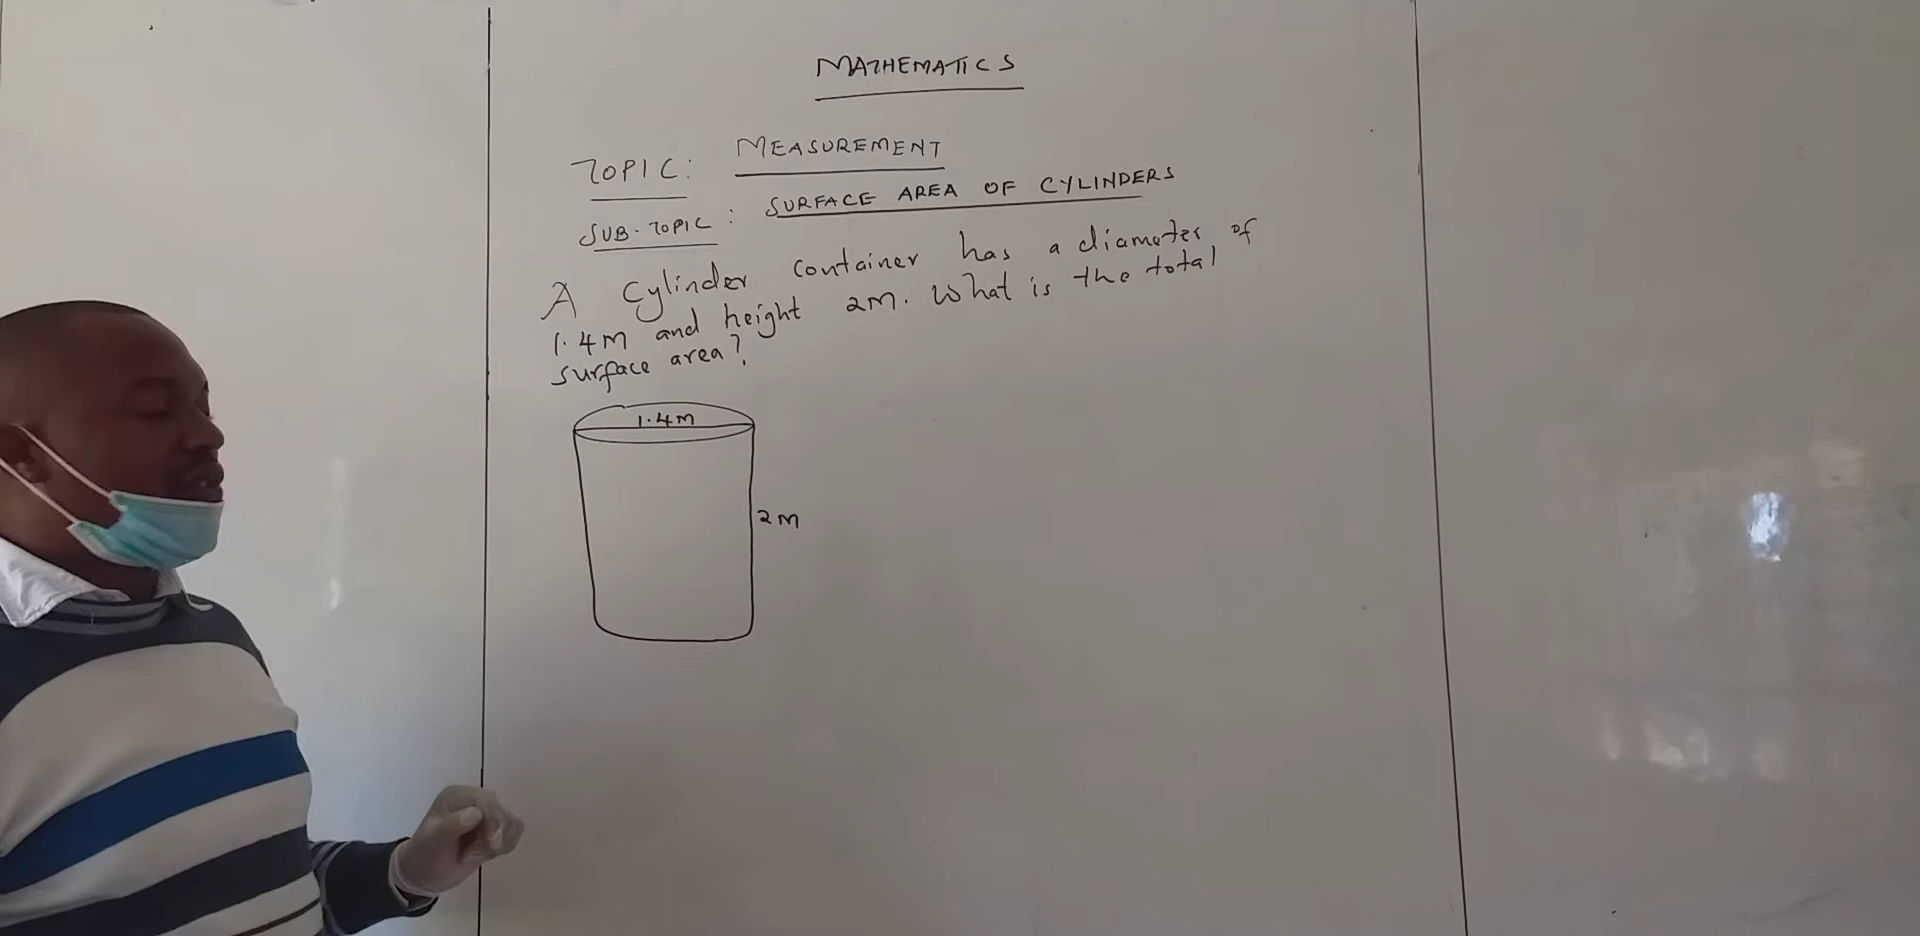 MATHEMATICS
TOPIC: MEASUREMENT
SUB-TOPIC: SURFACE AREA OF CYLINDERS
A Cylinder container has a diameter of
1.4m and height 2m. What is the total
surface area?
1.4m
2m